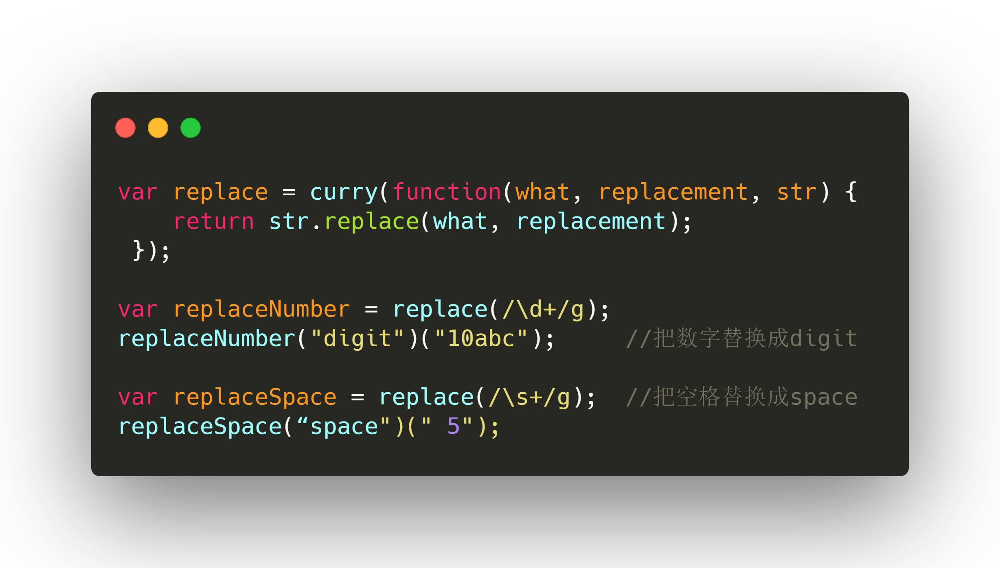 var replace = curry(function(what, replacement, str) {
    return str.replace(what, replacement);
 });
var replaceNumber = replace(/\d+/g);
replaceNumber("digit")("10abc");     //把数字替换成digit
var replaceSpace = replace(/\s+/g);  //把空格替换成space
replaceSpace(“space")(" 5");